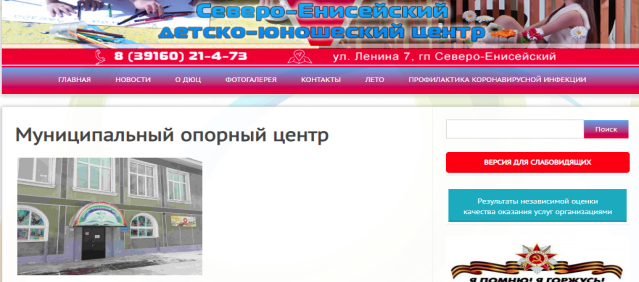 Северо-Енисейский
детско-юношеский центр
8 (39160) 21-4-73
ул. Ленина 7, гп Северо-Енисейский
ГЛАВНАЯ НОВОСТИ О ДЮЦ ФОТОГАЛЕРЕЯ КОНТАКТЫ ЛЕТО ПРОФИЛАКТИКА КОРОНАВИРУСНОЙ ИНФЕКЦИИ
Муниципальный опорный центр
Поиск
ВЕРСИЯ ДЛЯ СЛАБОВИДЯЩИХ
Результаты независимой оценки
качества оказания услуг организациями
Я ПОМНЮ! Я ГОРЖУСЬ!